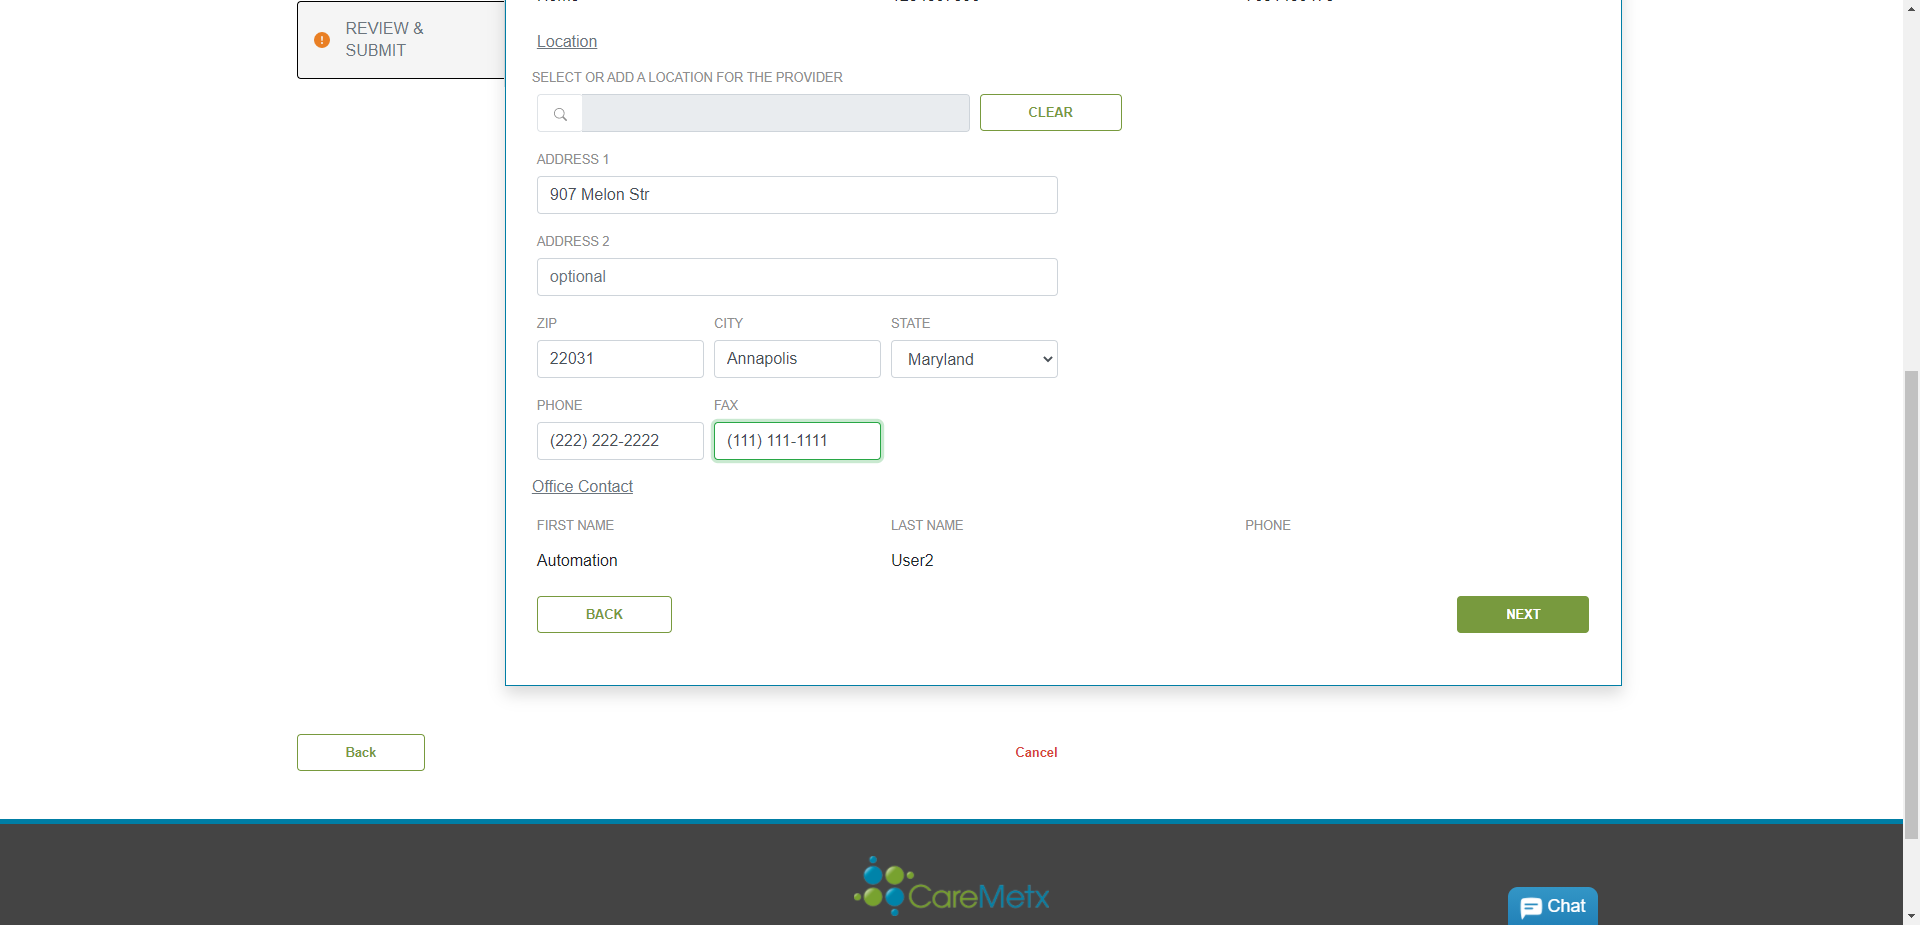 REVIEW &
SUBMIT
Location
SELECT OR ADD A LOCATION FOR THE PROVIDER
CLEAR
ADDRESS 1
907 Melon Str
ADDRESS 2
optional
ZIP CITY STATE
22031 Annapolis Maryland
PHONE FAX
(222) 222-2222 (111) 111-1111
Office Contact
FIRST NAME LAST NAME PHONE
Automation User2
BACK NEXT
Back Cancel
CareMetx
Chat